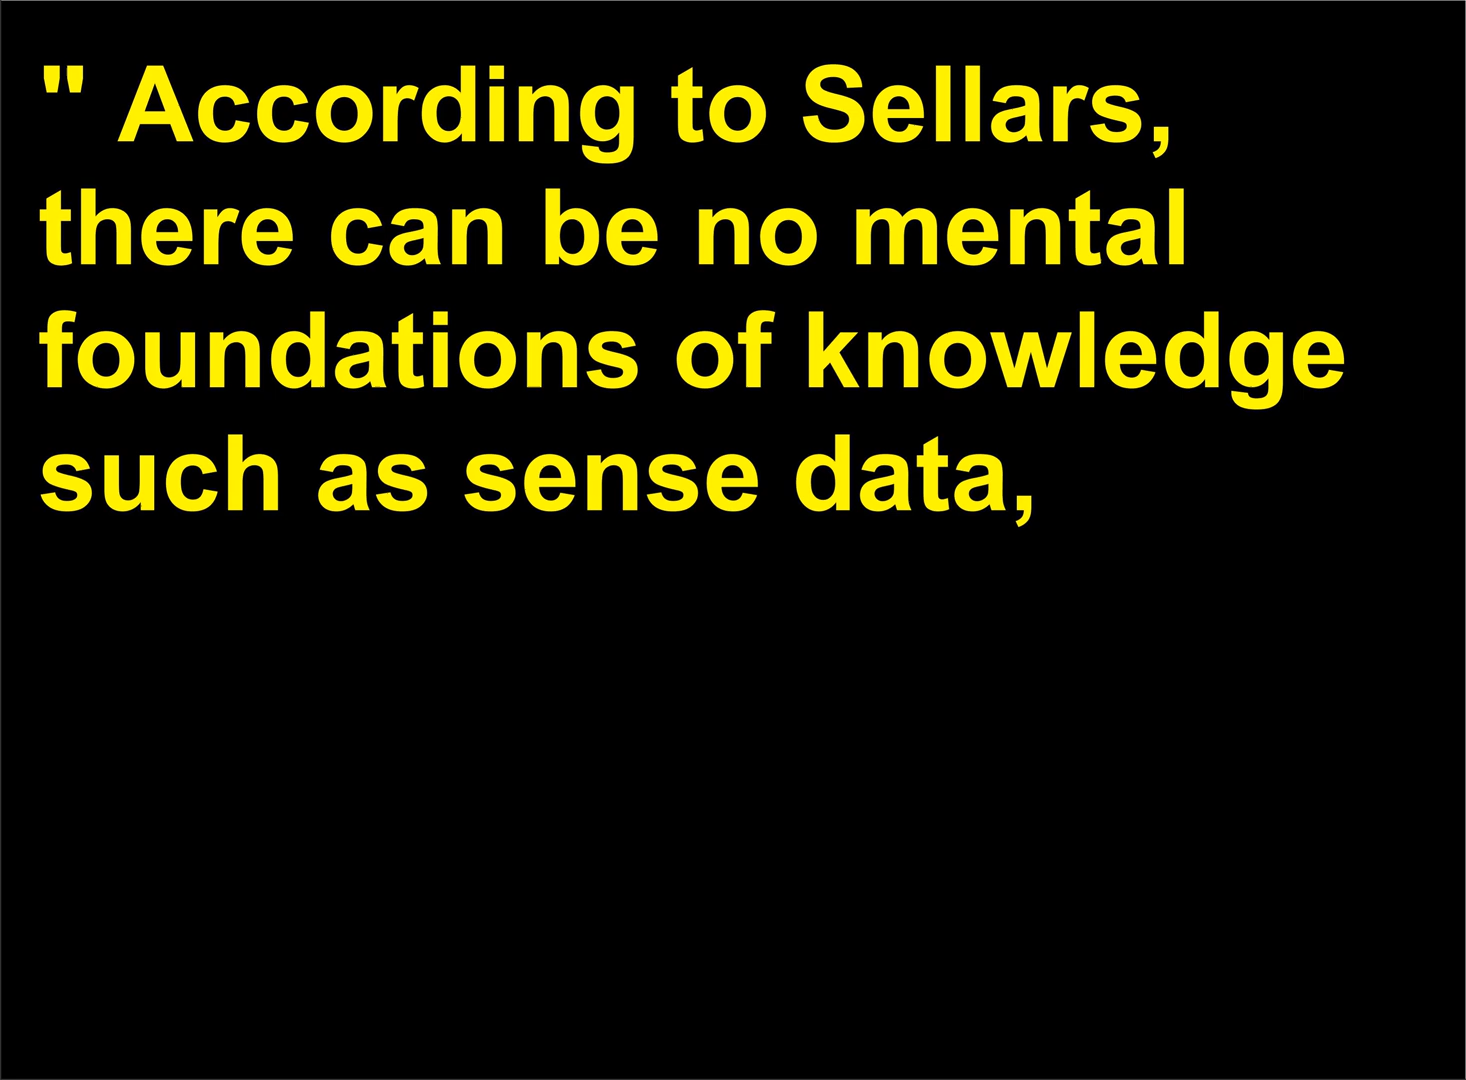 " According to Sellars,
there can be no mental
foundations of knowledge
such as sense data,